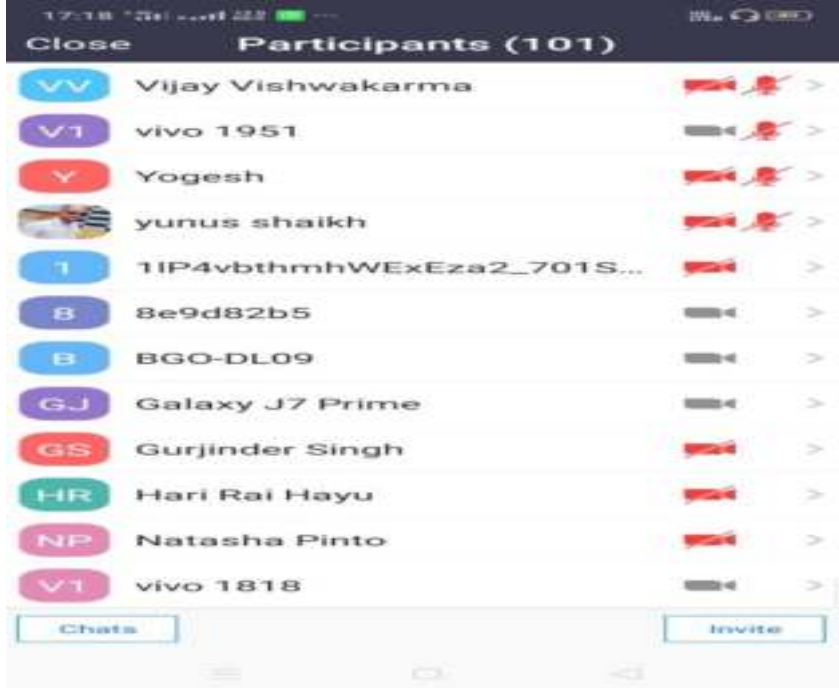 17:18
Close Participants (101)
VV Vijay Vishwakarma
V1 vivo 1951
Y Yogesh
yunus shaikh
1 1IP4vbthmhWExEza2_701S...
8 8e9d82b5
B BGO-DL09
GJ Galaxy J7 Prime
GS Gurjinder Singh
HR Hari Rai Hayu
NP Natasha Pinto
V1 vivo 1818
Chats Invite